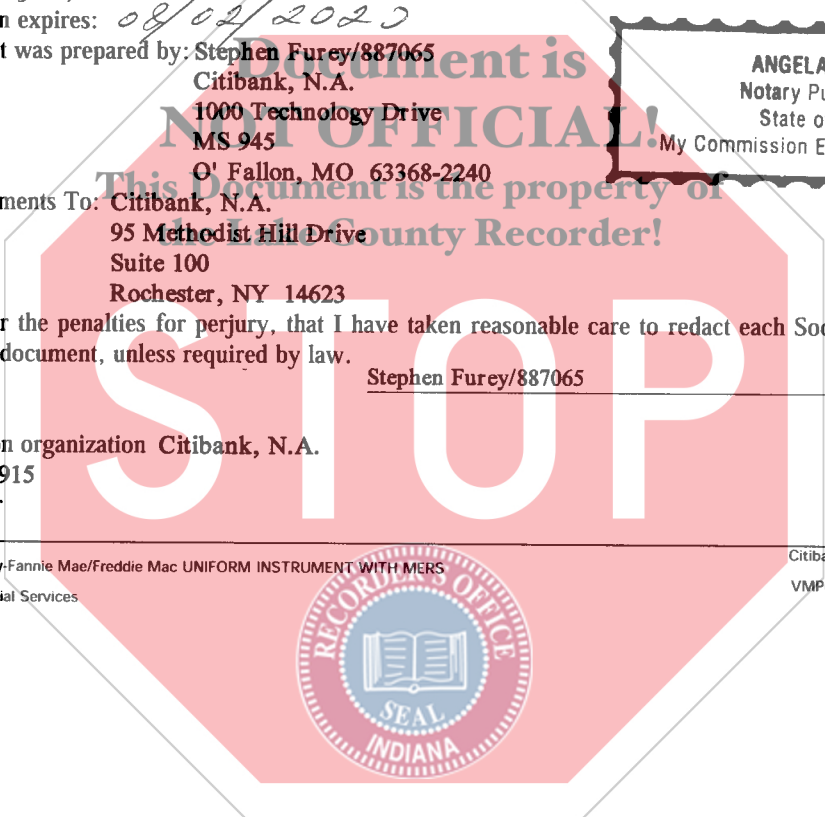 n expires: 08/02/2023
t was prepared by: Stephen Furey/887065
Citibank, N.A.
1000 Technology Drive
MS 945
O' Fallon, MO 63368-2240
ments To: Citibank, N.A.
95 Methodist Hill Drive
Suite 100
Rochester, NY 14623
r the penalties for perjury, that I have taken reasonable care to redact each Soc
document, unless required by law.
Stephen Furey/887065
n organization Citibank, N.A.
915
y-Fannie Mae/Freddie Mac UNIFORM INSTRUMENT WITH MERS
ial Services
Citiba
VMP
ANGELA
Notary Pu
State o
My Commission E
Document is
NOT OFFICIAL!
This Document is the property of
the Lake County Recorder!
STOP
RECORDER'S OFFICE
SEAL
INDIANA